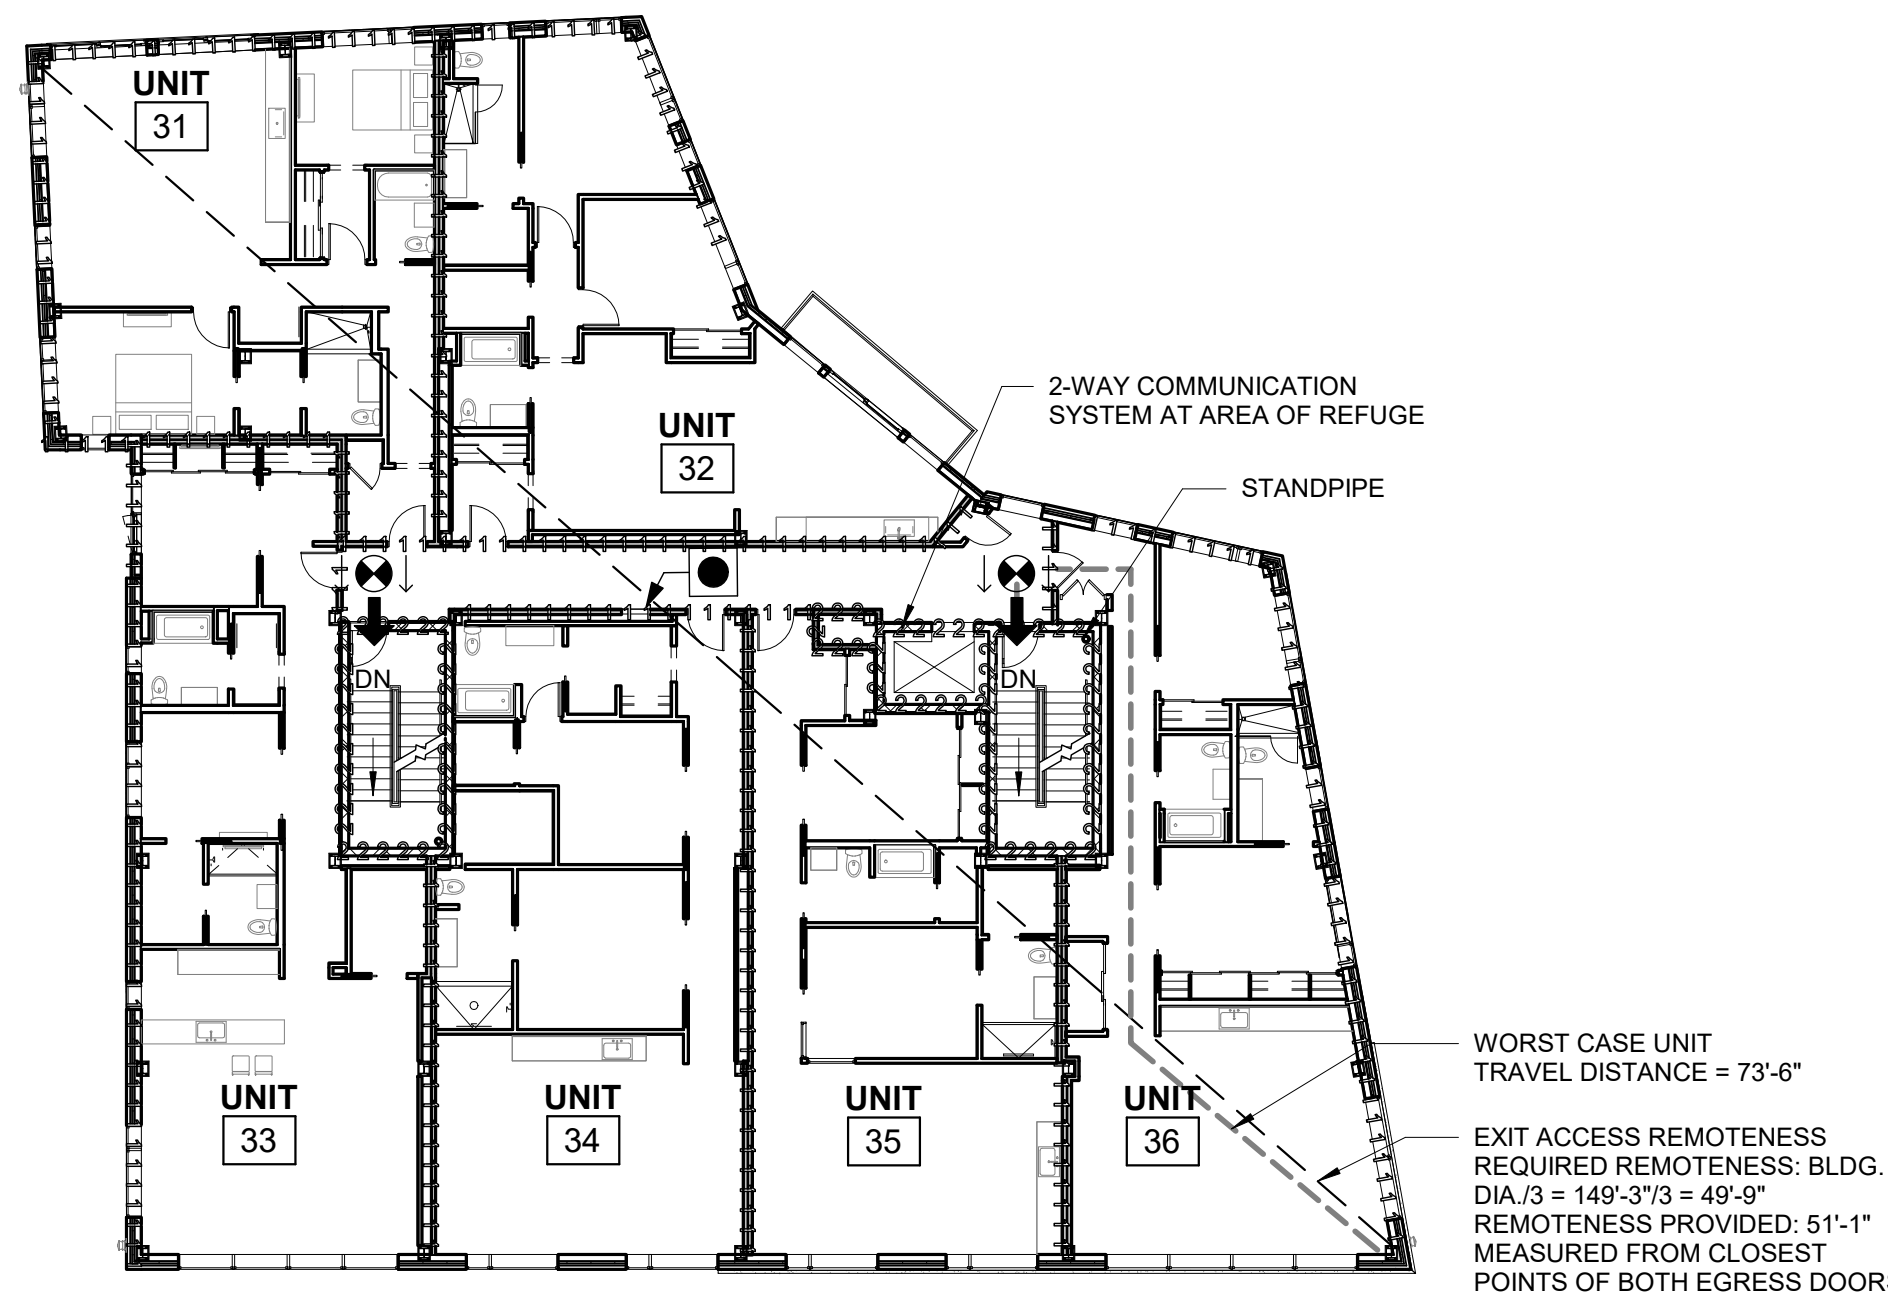 UNIT
31
UNIT
32
2-WAY COMMUNICATION
SYSTEM AT AREA OF REFUGE
STANDPIPE
DN
DN
UNIT
33
UNIT
34
UNIT
35
UNIT
36
WORST CASE UNIT
TRAVEL DISTANCE = 73'-6"
EXIT ACCESS REMOTENESS
REQUIRED REMOTENESS: BLDG.
DIA./3 = 149'-3"/3 = 49'-9"
REMOTENESS PROVIDED: 51'-1"
MEASURED FROM CLOSEST
POINTS OF BOTH EGRESS DOORS